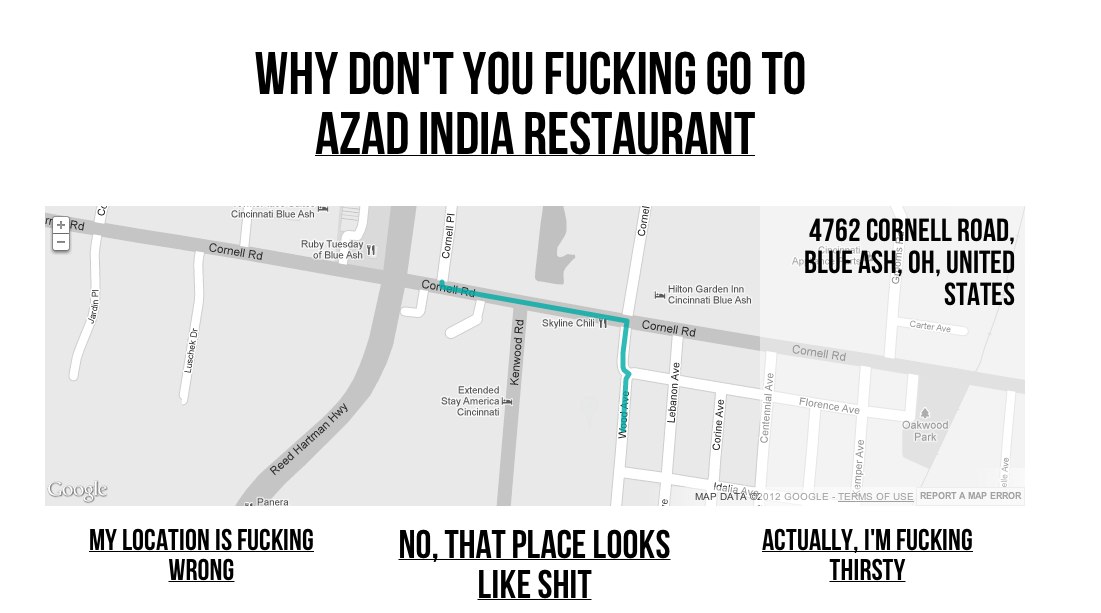 WHY DON'T YOU FUCKING GO TO
AZAD INDIA RESTAURANT
4762 CORNELL ROAD,
BLUE ASH, OH, UNITED
STATES
Cincinnati Blue Ash
Ruby Tuesday
of Blue Ash
Cornell Rd
Cornell Pl
Cornell Rd
Hilton Garden Inn
Cincinnati Blue Ash
Skyline Chili
Cornell Rd
Cornell Rd
Carter Ave
Jardin Pl
Luschek Dr
Kenwood Rd
Extended
Stay America
Cincinnati
Wood Ave
Lebanon Ave
Corine Ave
Centennial Ave
Florence Ave
Oakwood
Park
Reed Hartman Hwy
Idalia Ave
Panera
Google
MAP DATA ©2012 GOOGLE - TERMS OF USE
REPORT A MAP ERROR
MY LOCATION IS FUCKING
WRONG
NO, THAT PLACE LOOKS
LIKE SHIT
ACTUALLY, I'M FUCKING
THIRSTY